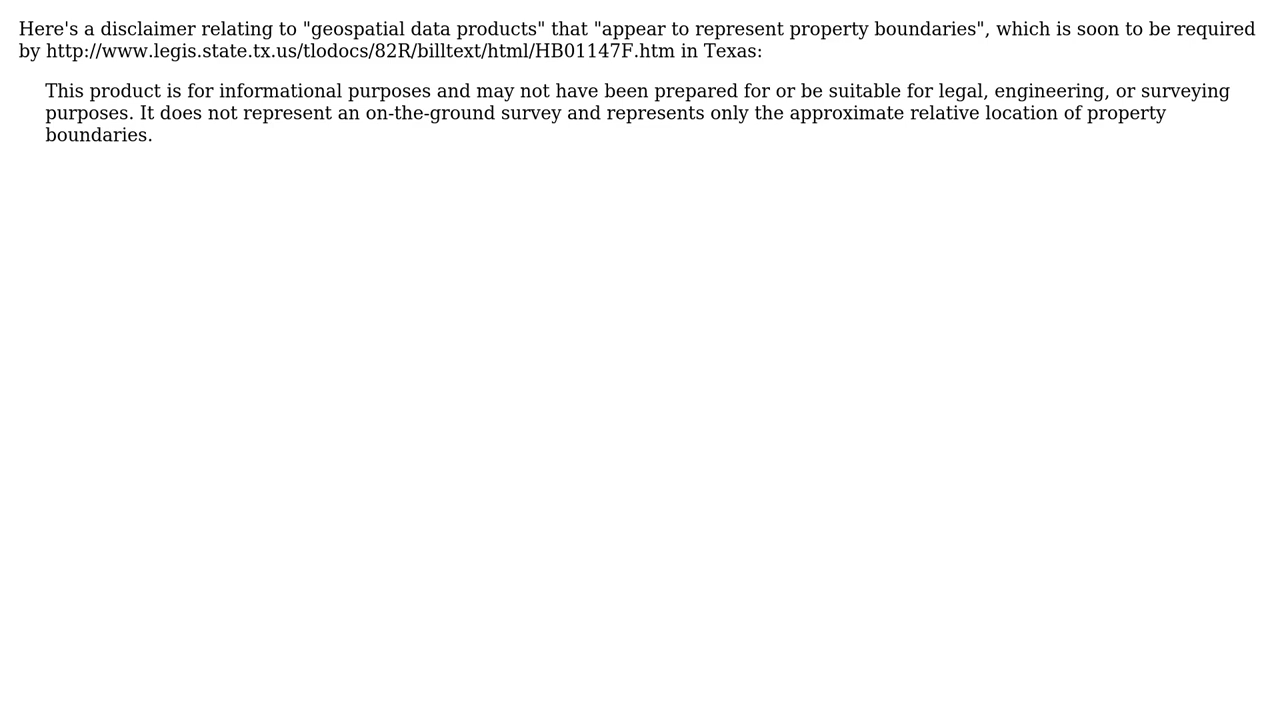 Here's a disclaimer relating to "geospatial data products" that "appear to represent property boundaries", which is soon to be required
by http://www.legis.state.tx.us/tlodocs/82R/billtext/html/HB01147F.htm in Texas:
This product is for informational purposes and may not have been prepared for or be suitable for legal, engineering, or surveying
purposes. It does not represent an on-the-ground survey and represents only the approximate relative location of property
boundaries.